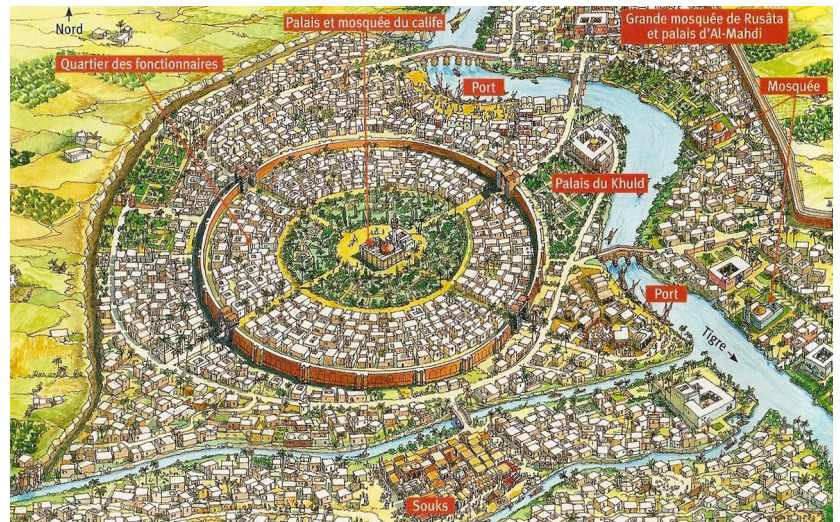 Nord
Palais et mosquée du calife
Grande mosquée de Rusâta
et palais d'Al-Mahdi
Quartier des fonctionnaires
Port
Mosquée
Palais du Khuld
Port
Tigre
Souks